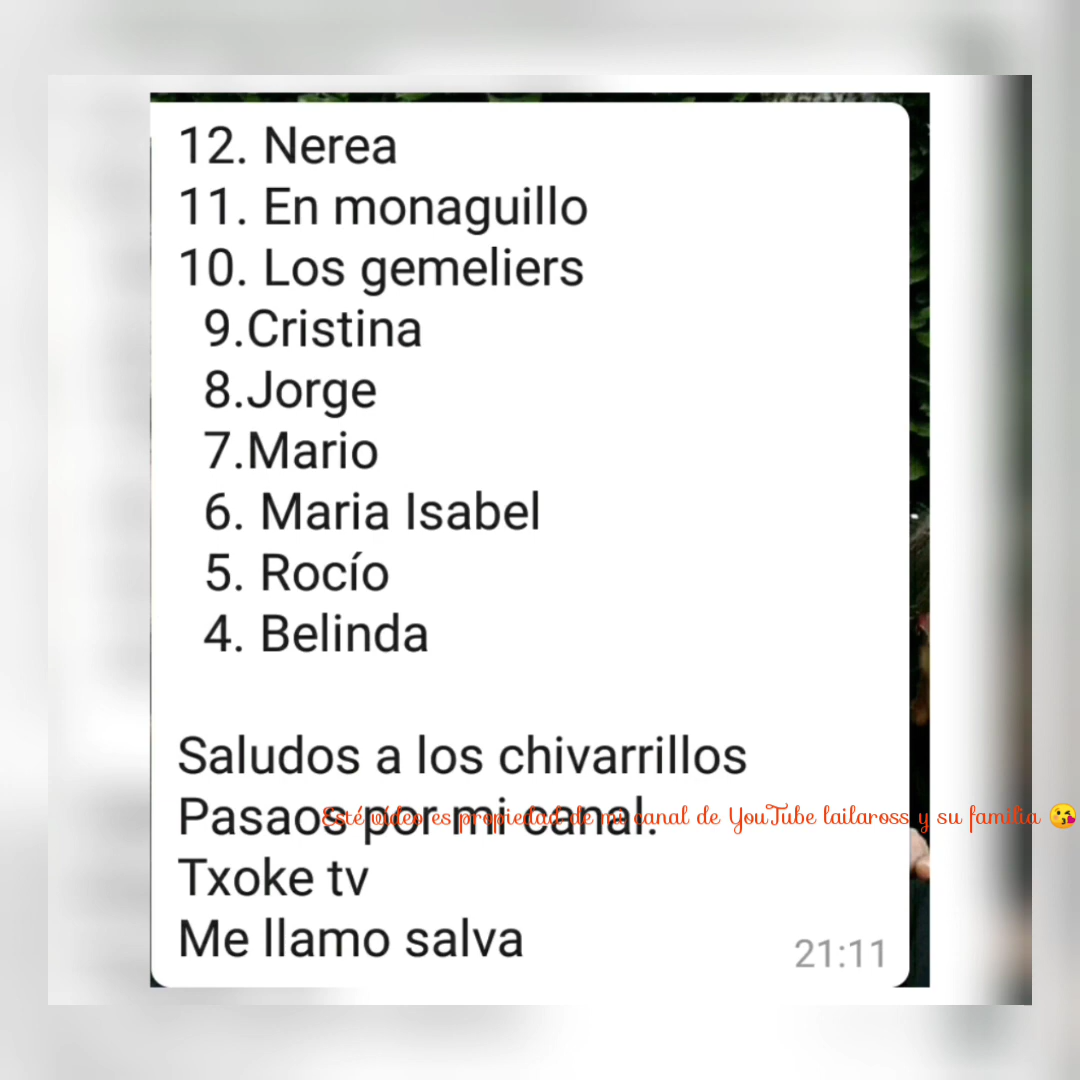 12. Nerea
11. En monaguillo
10. Los gemeliers
9.Cristina
8.Jorge
7.Mario
6. Maria Isabel
5. Rocío
4. Belinda
Saludos a los chivarrillos
Pasaos por mi canal.
Esté vídeo es propiedad de mi canal de YouTube lailaross y su familia 😘
Txoke tv
Me llamo salva
21:11